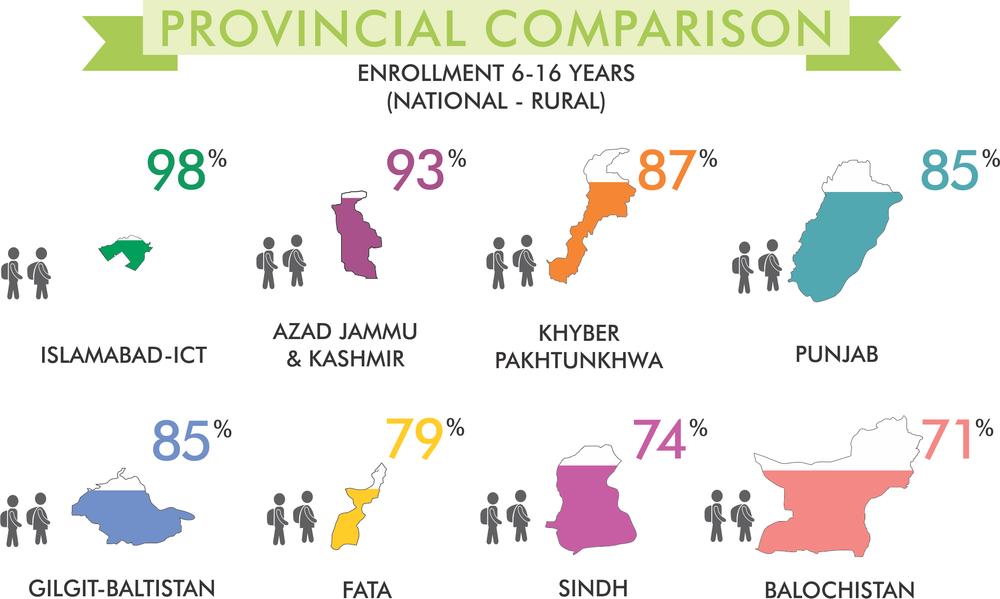 PROVINCIAL COMPARISON
ENROLLMENT 6-16 YEARS
(NATIONAL - RURAL)
98%
93%
87%
85%
ISLAMABAD-ICT
AZAD JAMMU
& KASHMIR
KHYBER
PAKHTUNKHWA
PUNJAB
85%
79%
74%
71%
GILGIT-BALTISTAN
FATA
SINDH
BALOCHISTAN